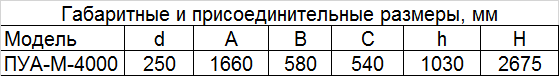 Габаритные и присоединительные размеры, мм
Модель d A B C h H
ПУА-М-4000 250 1660 580 540 1030 2675